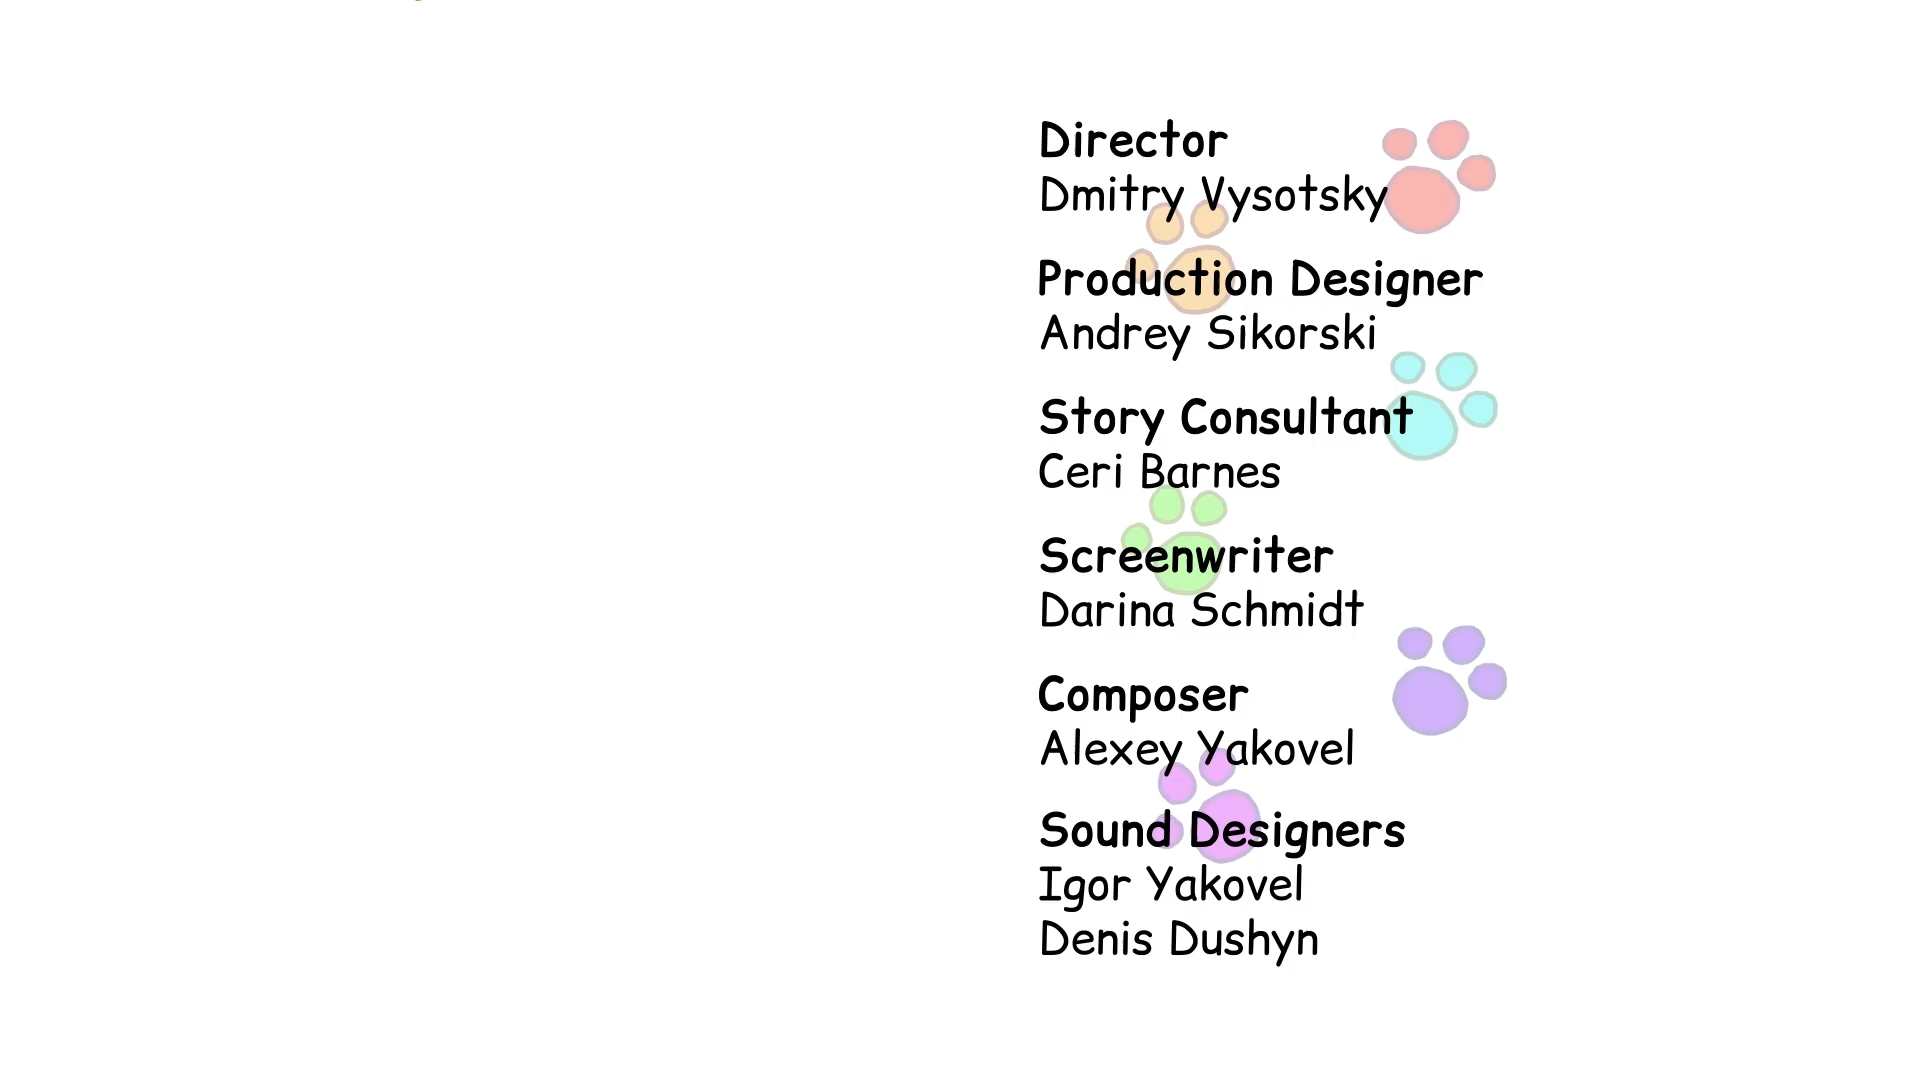 Director
Dmitry Vysotsky
Production Designer
Andrey Sikorski
Story Consultant
Ceri Barnes
Screenwriter
Darina Schmidt
Composer
Alexey Yakovel
Sound Designers
Igor Yakovel
Denis Dushyn